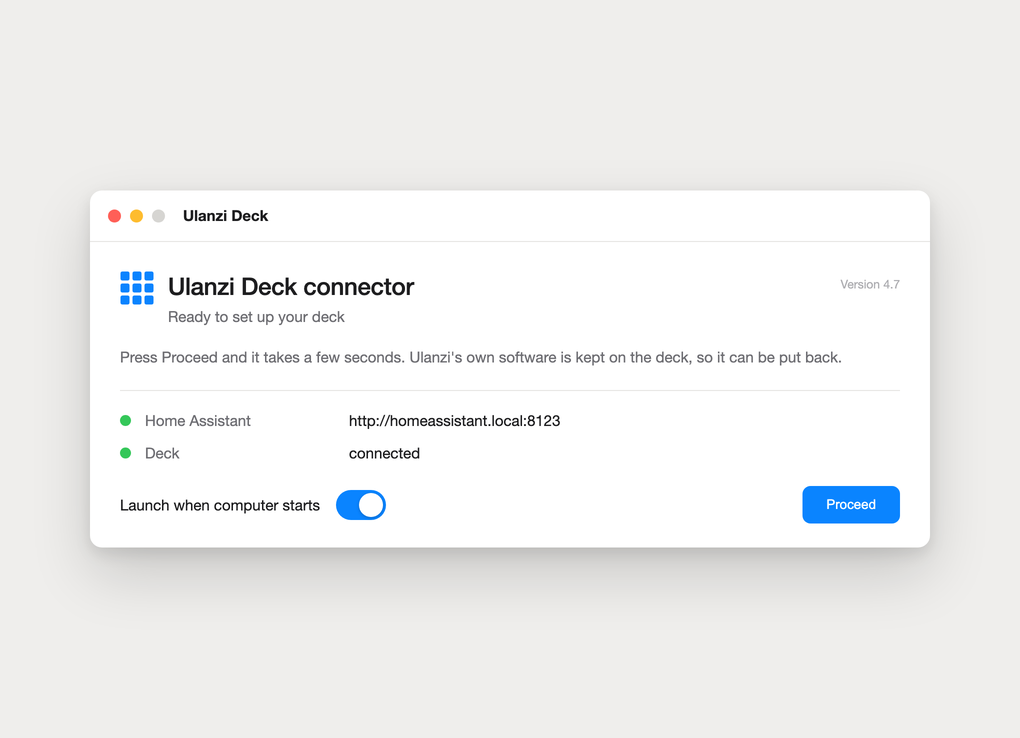 Ulanzi Deck
Ulanzi Deck connector
Version 4.7
Ready to set up your deck
Press Proceed and it takes a few seconds. Ulanzi's own software is kept on the deck, so it can be put back.
Home Assistant http://homeassistant.local:8123
Deck connected
Launch when computer starts
Proceed